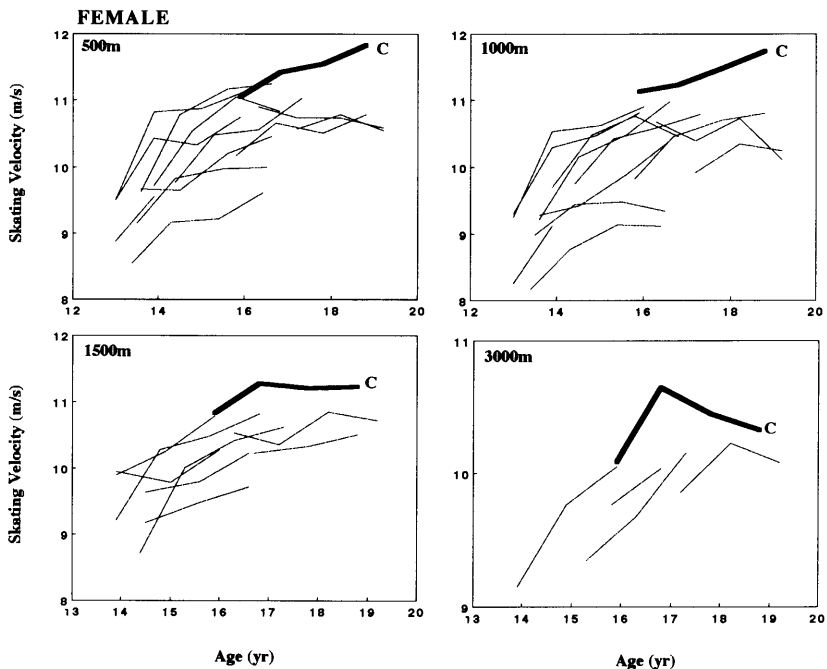 FEMALE
500m
C
12
11
10
9
8
12 14 16 18 20
Skating Velocity (m/s)
1000m
C
12
11
10
9
8
12 14 16 18 20
1500m
C
12
11
10
9
8
13 14 15 16 17 18 19 20
Skating Velocity (m/s)
Age (yr)
3000m
C
11
10
9
13 14 15 16 17 18 19 20
Age (yr)